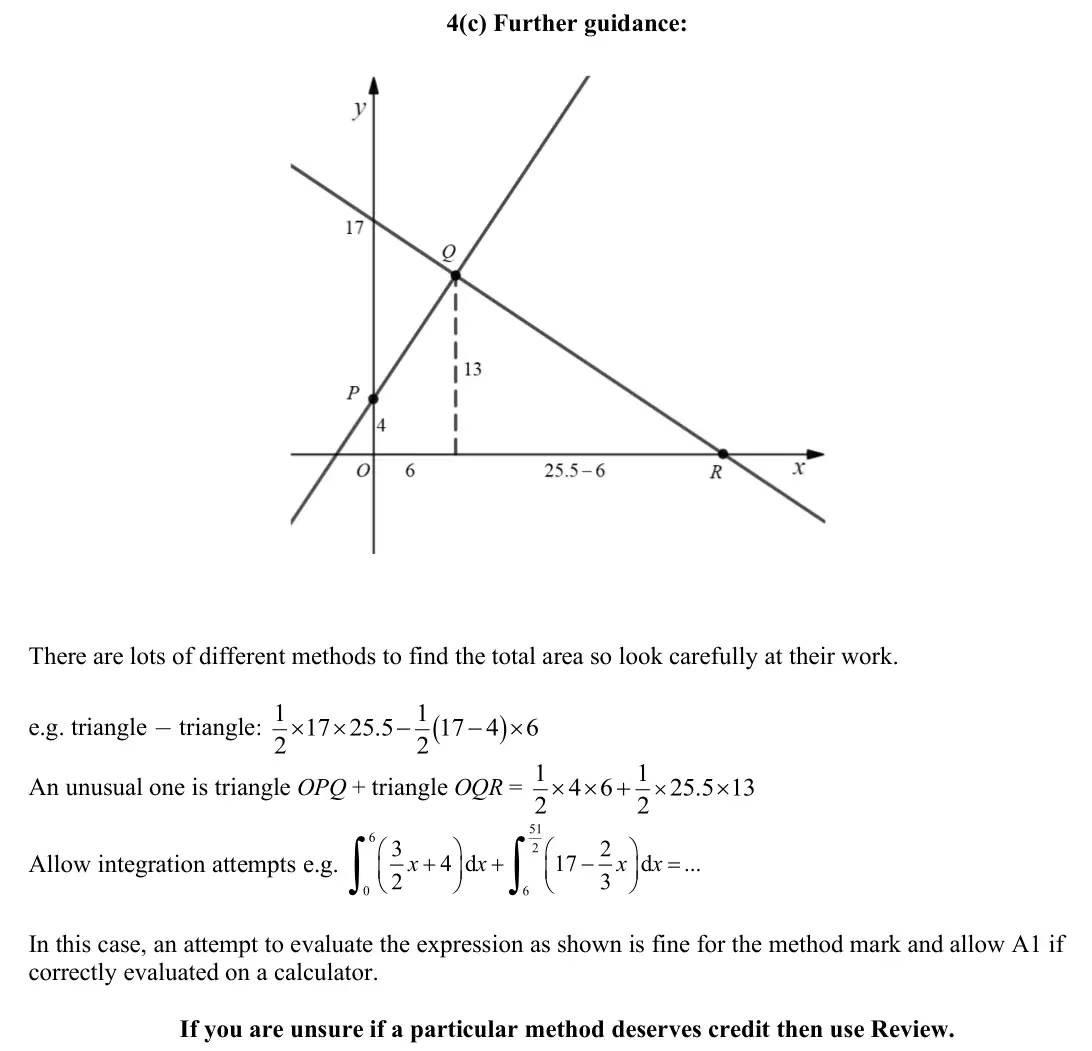 4(c) Further guidance:
y
17
Q
13
P
4
O 6 25.5 – 6 R x
There are lots of different methods to find the total area so look carefully at their work.
e.g. triangle – triangle: 1/2 × 17 × 25.5 − 1/2 (17 − 4) × 6
An unusual one is triangle OPQ + triangle OQR = 1/2 × 4 × 6 + 1/2 × 25.5 × 13
Allow integration attempts e.g. ∫₀⁶ (3/2 x + 4) dx + ∫₆^(51/2) (17 − 2/3 x) dx = ...
In this case, an attempt to evaluate the expression as shown is fine for the method mark and allow A1 if
correctly evaluated on a calculator.
If you are unsure if a particular method deserves credit then use Review.